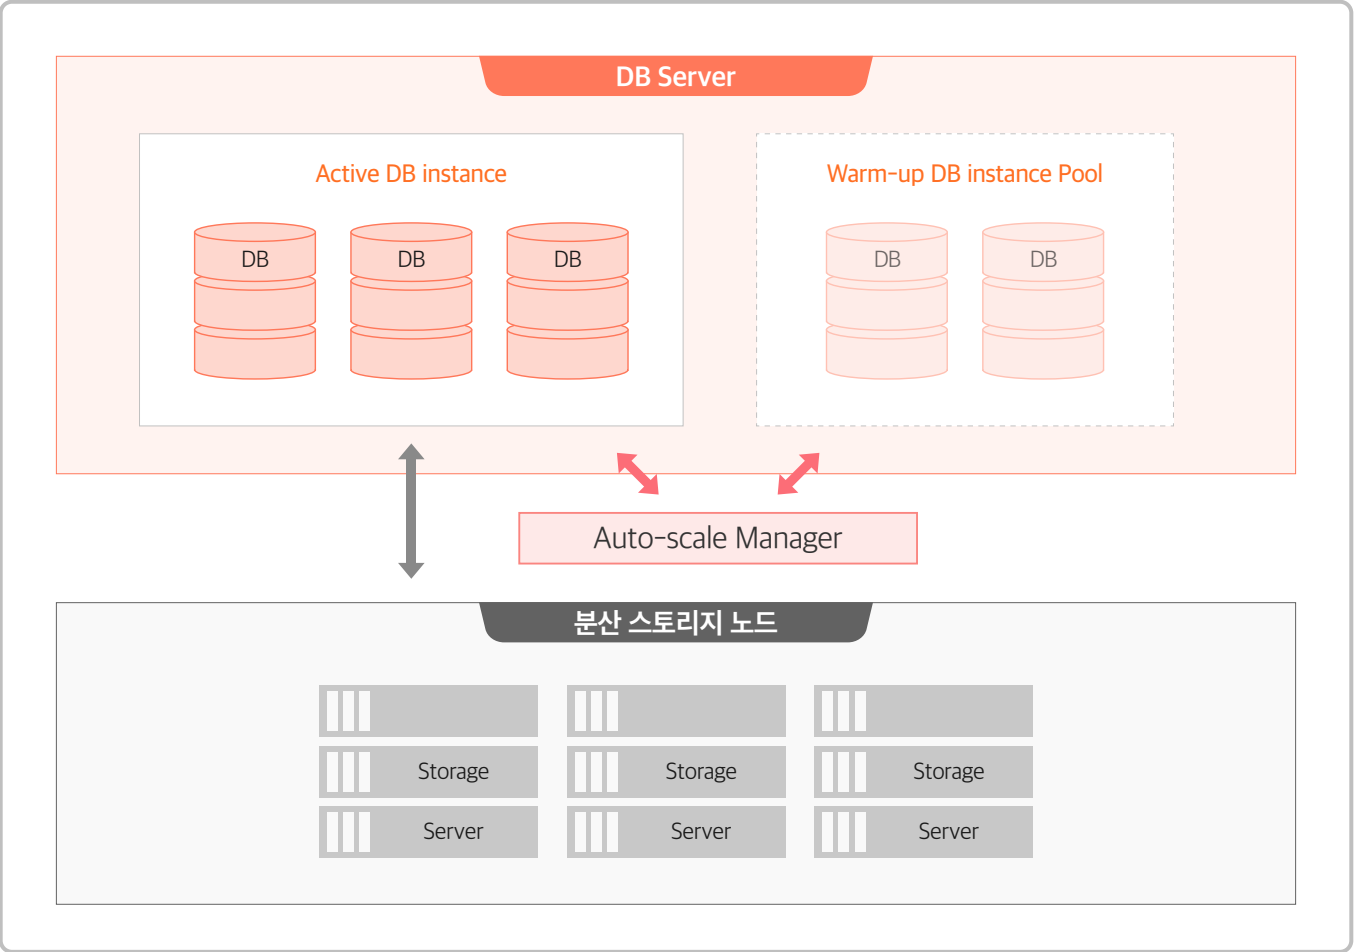 DB Server
Active DB instance
Warm-up DB instance Pool
DB
DB
DB
DB
DB
Auto-scale Manager
분산 스토리지 노드
Storage
Storage
Storage
Server
Server
Server